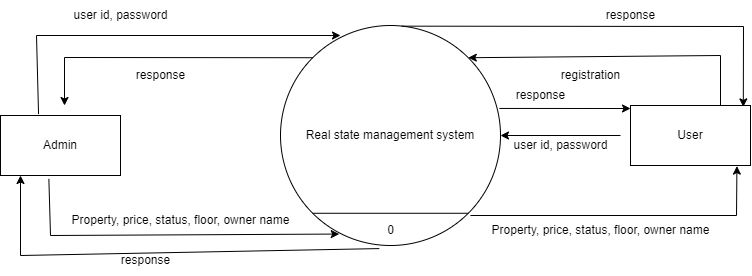 user id, password
response
response
registration
response
Admin
Real state management system
User
user id, password
Property, price, status, floor, owner name
0
Property, price, status, floor, owner name
response